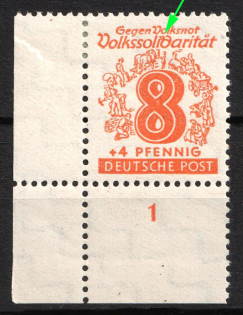 Gegen Volksnot
Volkssolidarität
8
+4 PFENNIG
DEUTSCHE POST
1